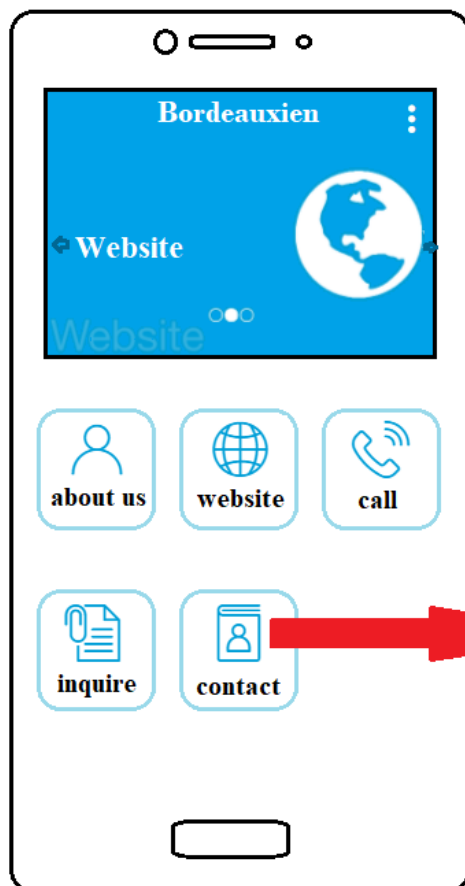 Bordeauxien
Website
Website
about us
website
call
inquire
contact